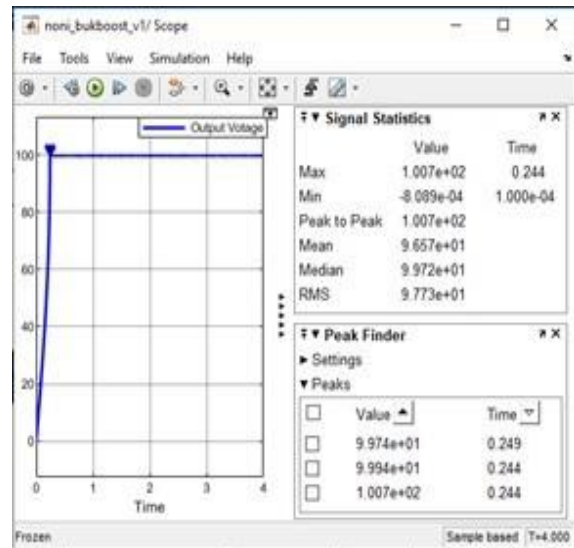 noni_bukboost_v1/ Scope
File Tools View Simulation Help
Output Votage
100
80
60
40
20
0
0 1 2 3 4
Time
Signal Statistics
Value Time
Max 1.007e+02 0.244
Min -8.089e-04 1.000e-04
Peak to Peak 1.007e+02
Mean 9.657e+01
Median 9.972e+01
RMS 9.773e+01
Peak Finder
Settings
Peaks
Value Time
9.974e+01 0.249
9.994e+01 0.244
1.007e+02 0.244
Frozen Sample based T=4.000